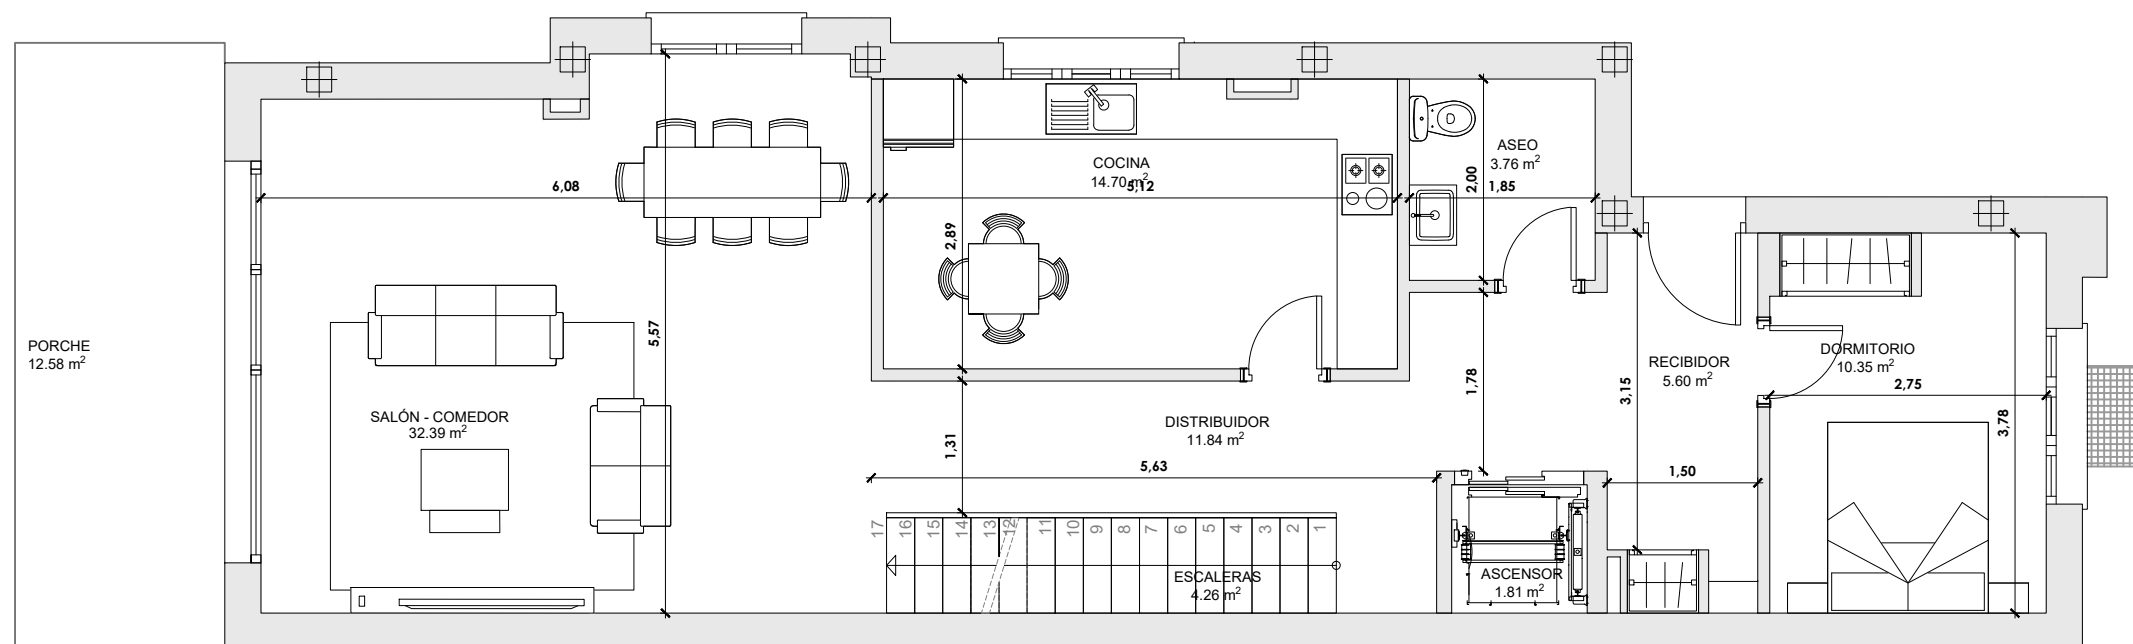 PORCHE
12.58 m²
6,08
5,57
SALÓN - COMEDOR
32.39 m²
COCINA
14.70 m²
5,12
2,89
ASEO
3.76 m²
2,00
1,85
DISTRIBUIDOR
11.84 m²
1,31
5,63
1,78
RECIBIDOR
5.60 m²
3,15
1,50
DORMITORIO
10.35 m²
2,75
3,78
17 16 15 14 13 12 11 10 9 8 7 6 5 4 3 2 1
ESCALERAS
4.26 m²
ASCENSOR
1.81 m²